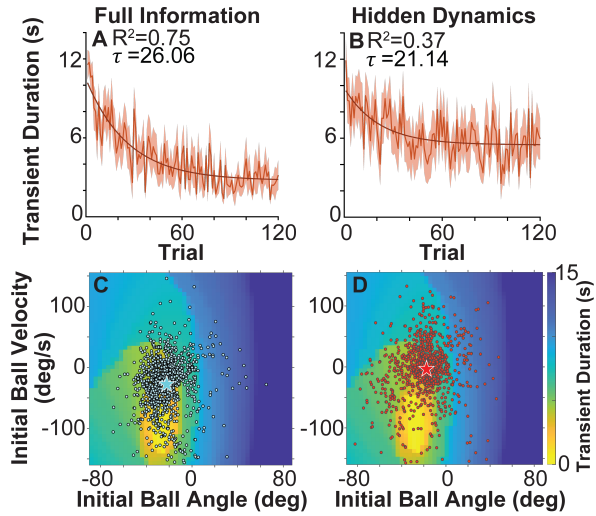 Full Information
Hidden Dynamics
Transient Duration (s)
A
R²=0.75
τ =26.06
12
6
0
0
60
120
Trial
B
R²=0.37
τ =21.14
12
6
0
0
60
120
Trial
Initial Ball Velocity
(deg/s)
C
100
0
-100
-80
0
80
Initial Ball Angle (deg)
D
100
0
-100
-80
0
80
Initial Ball Angle (deg)
15
0
Transient Duration (s)